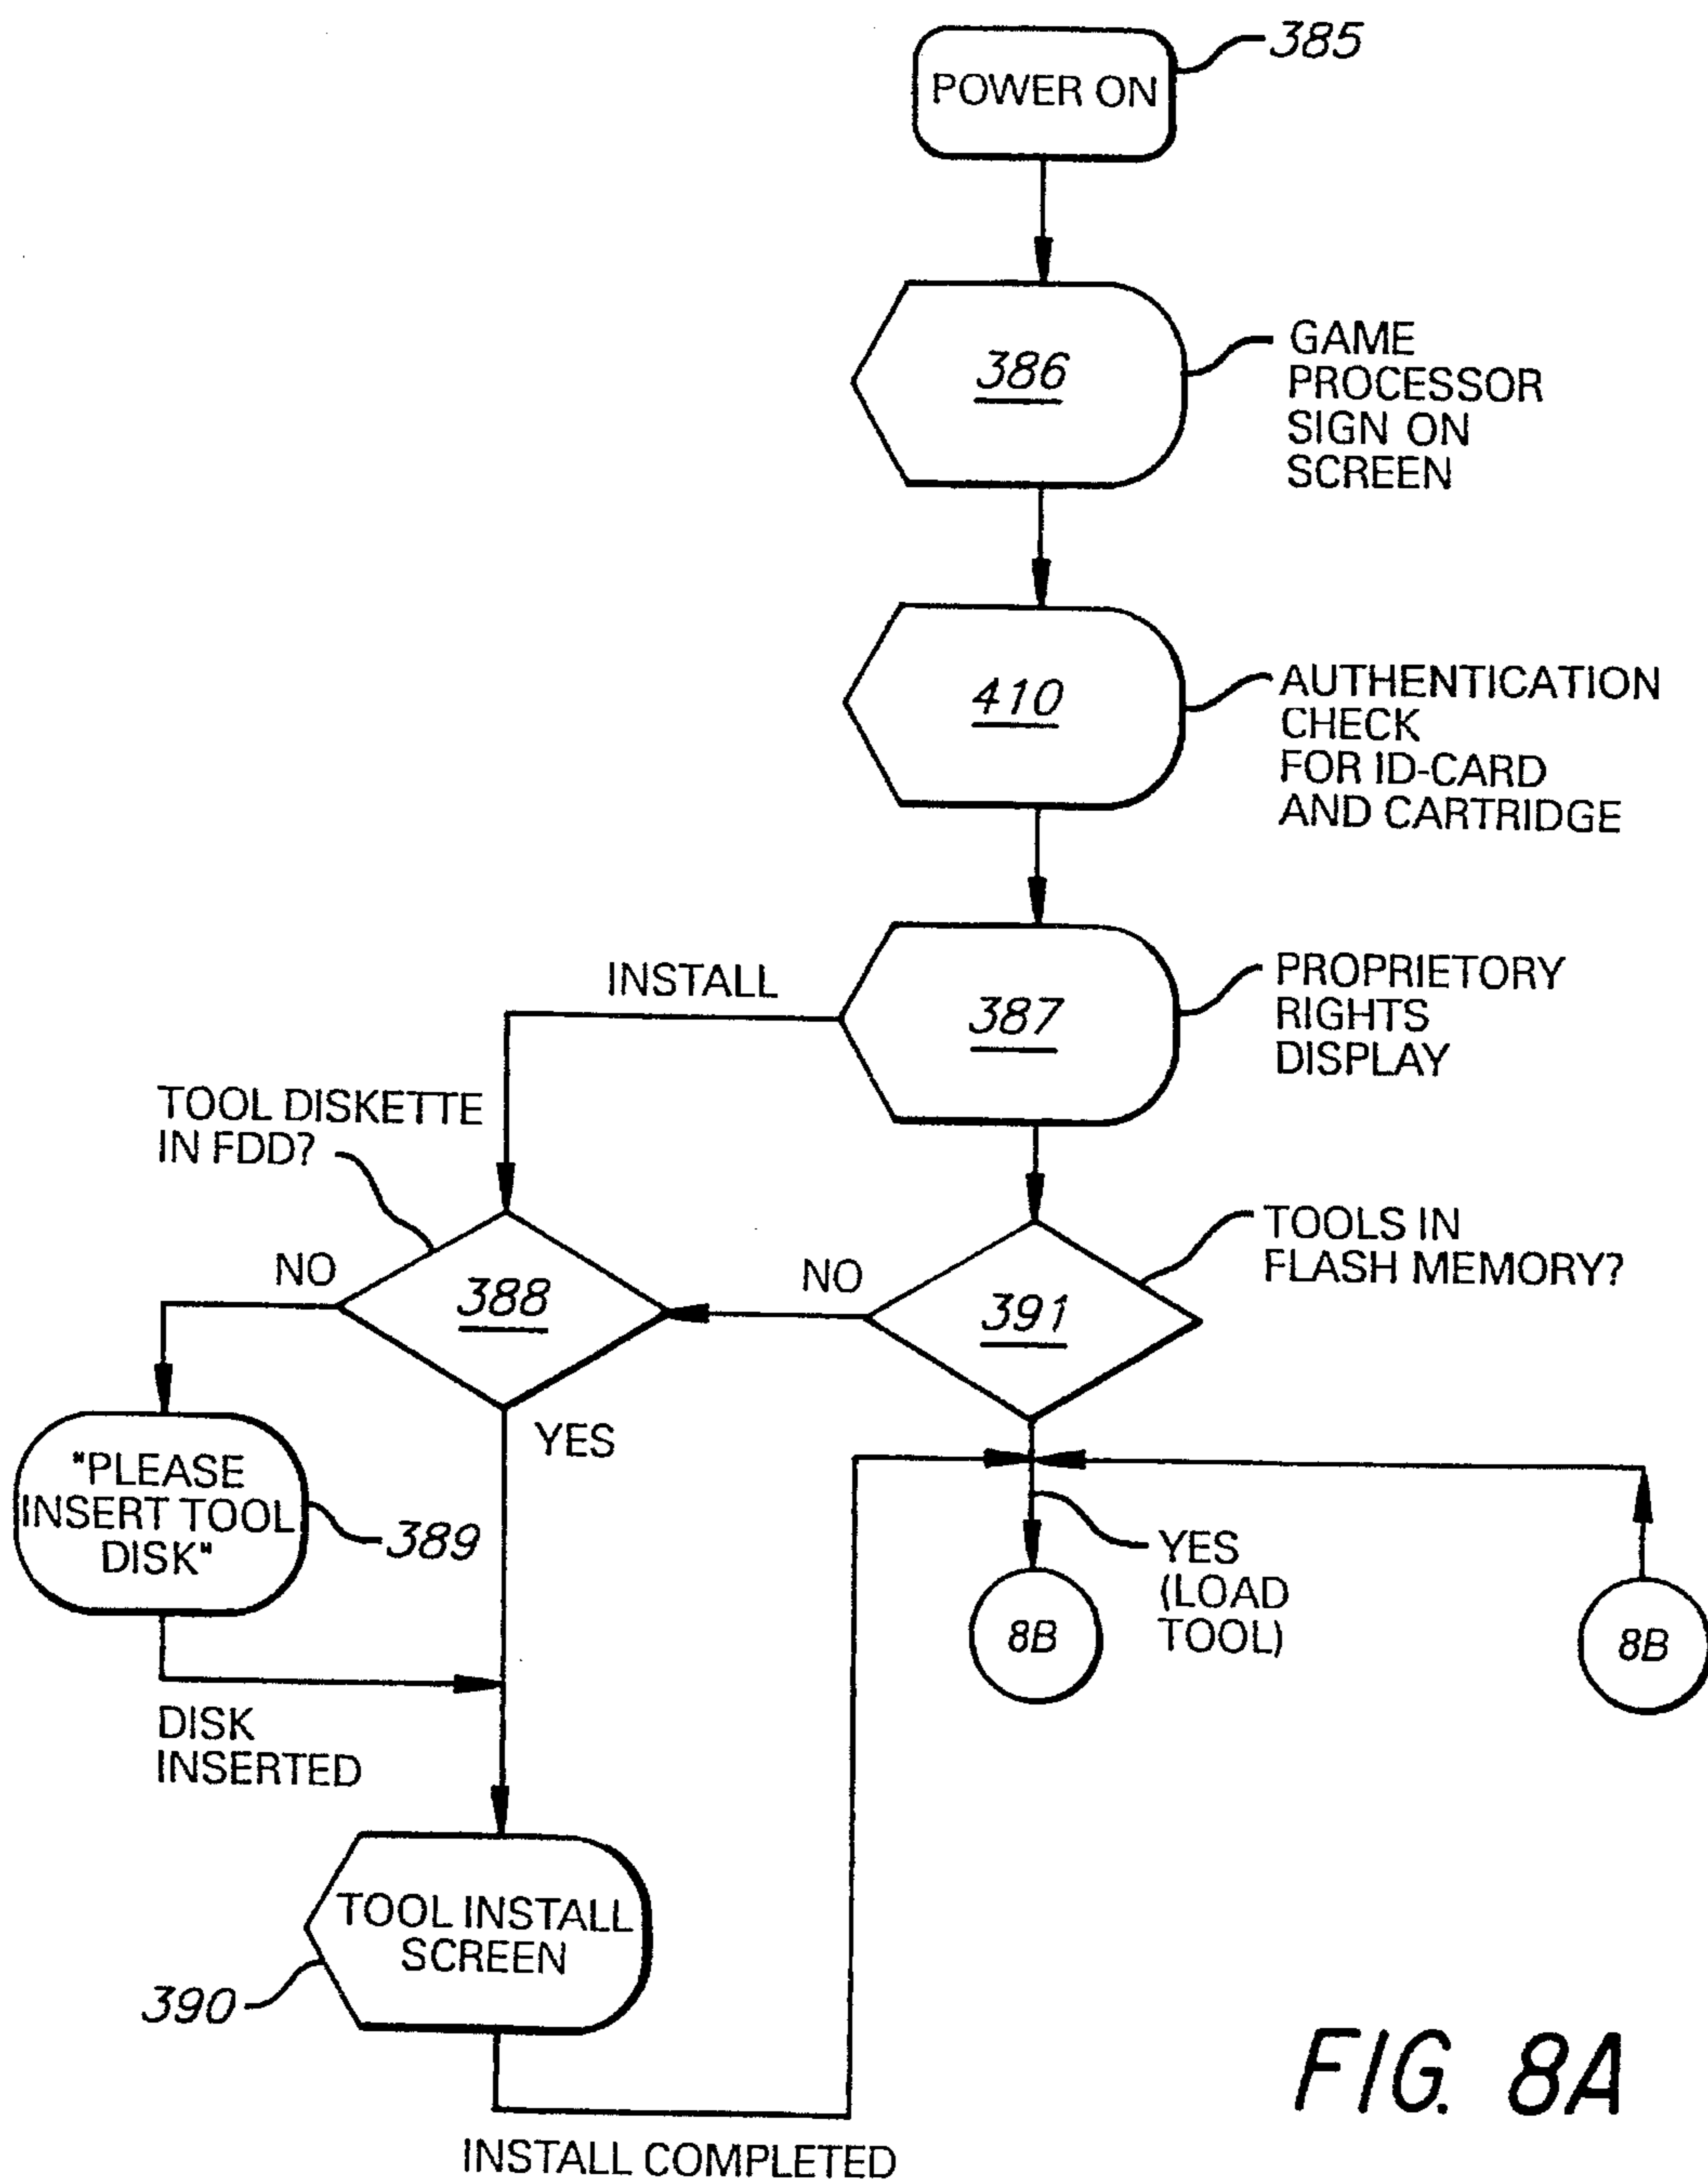 385
POWER ON
386
GAME
PROCESSOR
SIGN ON
SCREEN
410
AUTHENTICATION
CHECK
FOR ID-CARD
AND CARTRIDGE
INSTALL
387
PROPRIETORY
RIGHTS
DISPLAY
TOOL DISKETTE
IN FDD?
NO
388
NO
391
TOOLS IN
FLASH MEMORY?
YES
"PLEASE
INSERT TOOL
DISK"
389
YES
(LOAD
TOOL)
8B
8B
DISK
INSERTED
TOOL INSTALL
SCREEN
390
INSTALL COMPLETED
FIG. 8A